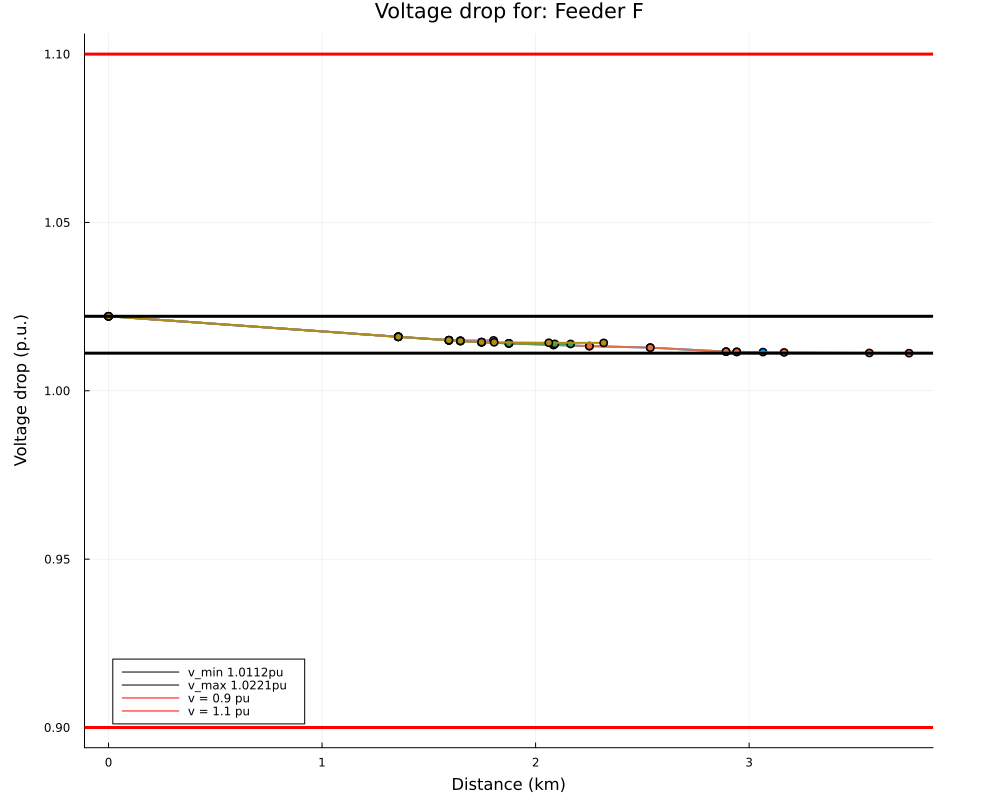 Voltage drop for: Feeder F
1.10
1.05
1.00
0.95
0.90
Voltage drop (p.u.)
v_min 1.0112pu
v_max 1.0221pu
v = 0.9 pu
v = 1.1 pu
0
1
2
3
Distance (km)